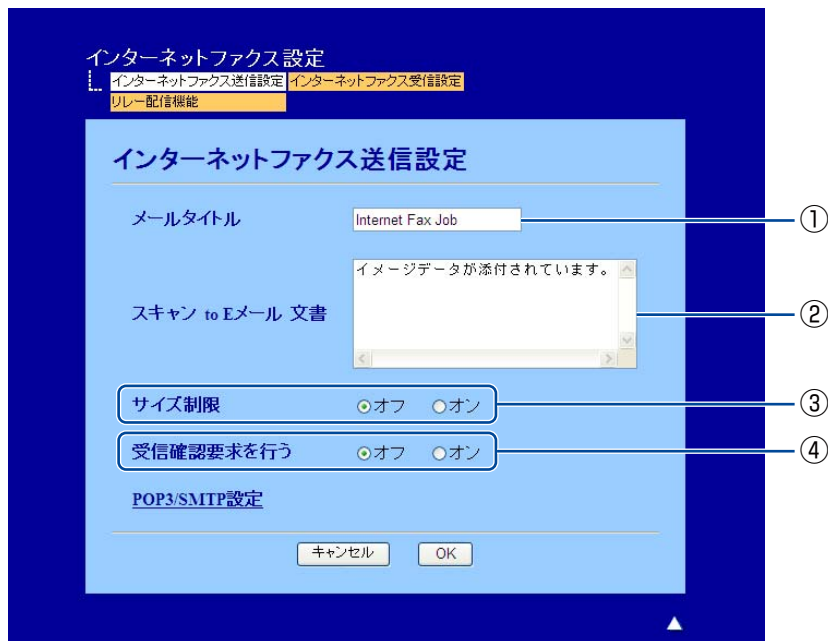 インターネットファクス設定
インターネットファクス送信設定 インターネットファクス受信設定
リレー配信機能
インターネットファクス送信設定
メールタイトル Internet Fax Job ①
イメージデータが添付されています。
スキャン to Eメール 文書 ②
サイズ制限 オフ オン ③
受信確認要求を行う オフ オン ④
POP3/SMTP設定
キャンセル OK